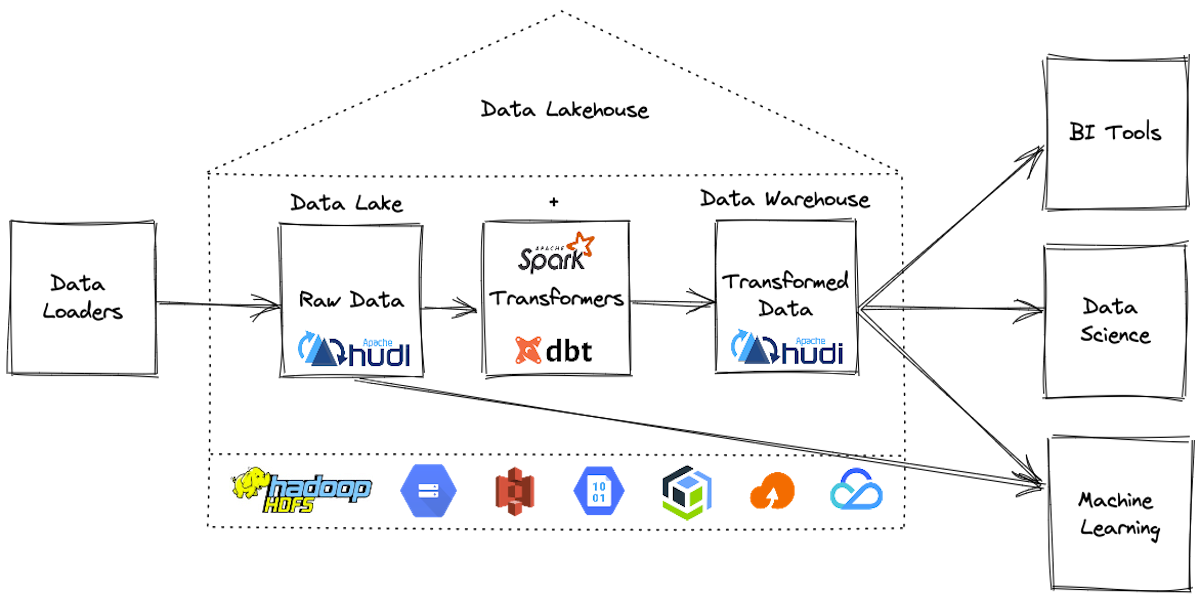 Data Lakehouse
Data Lake
+
Data Warehouse
Data
Loaders
Raw Data
Apache
hudi
APACHE
Spark
Transformers
dbt
Transformed
Data
Apache
hudi
BI Tools
Data
Science
Machine
Learning
hadoop
HDFS
10
01